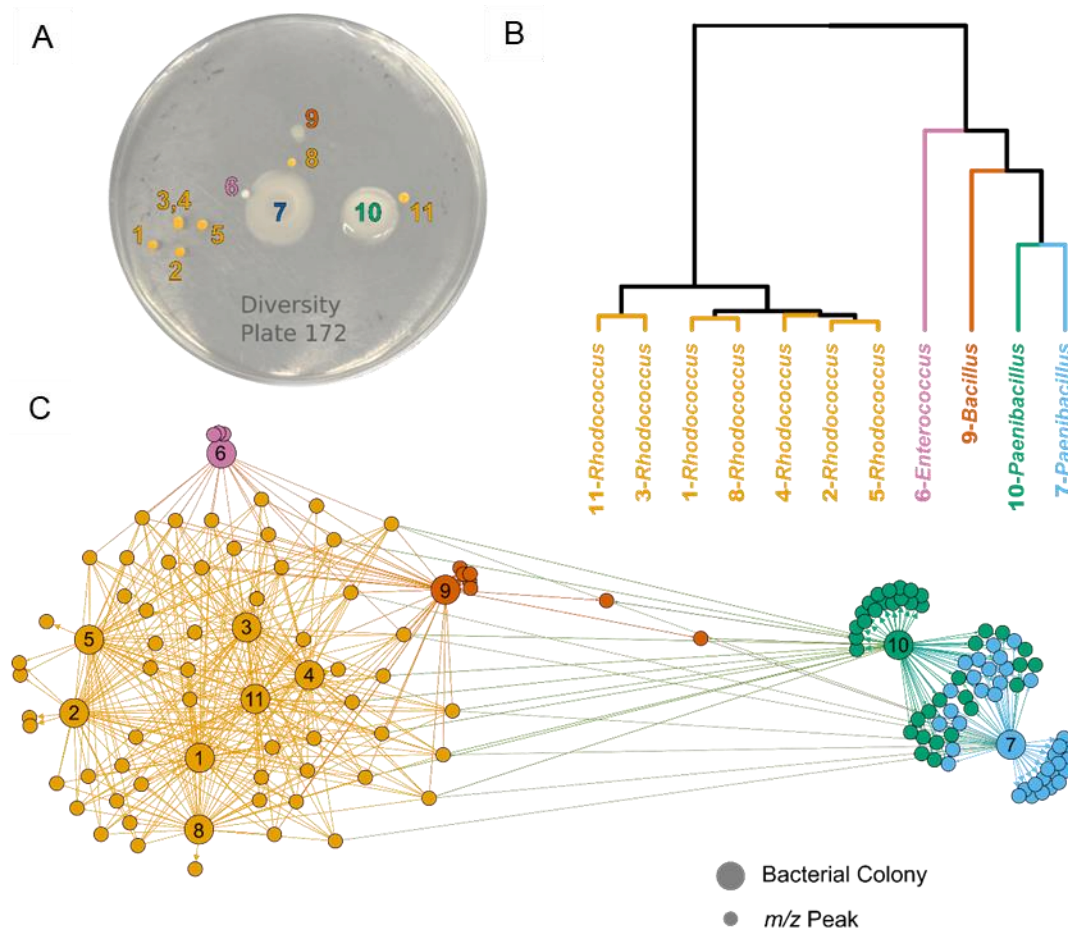 A
B
9
8
6
3,4
7
10
11
1
5
2
Diversity
Plate 172
11-Rhodococcus
3-Rhodococcus
1-Rhodococcus
8-Rhodococcus
4-Rhodococcus
2-Rhodococcus
5-Rhodococcus
6-Enterococcus
9-Bacillus
10-Paenibacillus
7-Paenibacillus
C
6
9
3
5
10
4
11
2
7
1
8
Bacterial Colony
m/z Peak